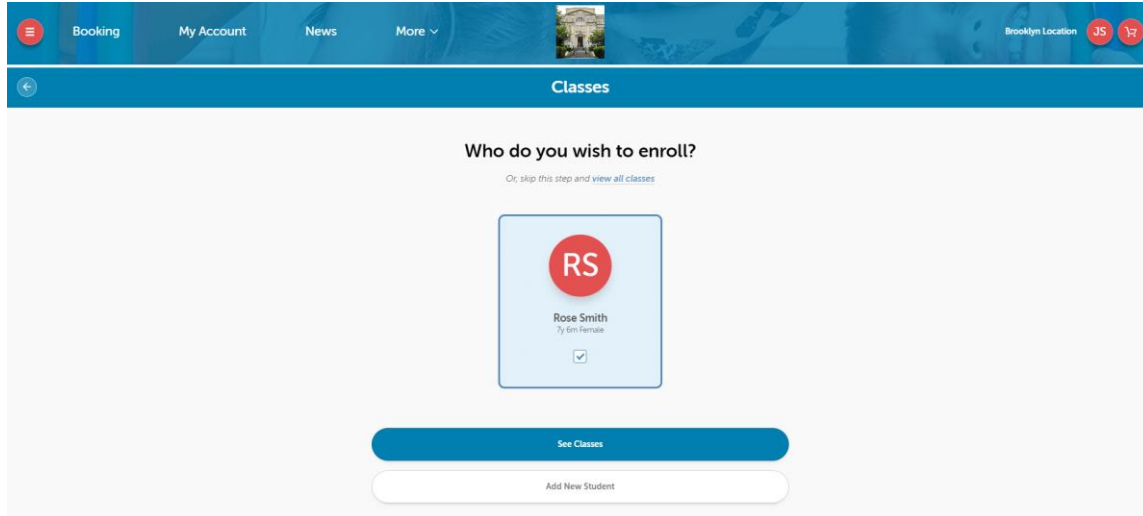 Booking My Account News More Brooklyn Location JS
Classes
Who do you wish to enroll?
Or, skip this step and view all classes
RS
Rose Smith
7y 6m Female
See Classes
Add New Student